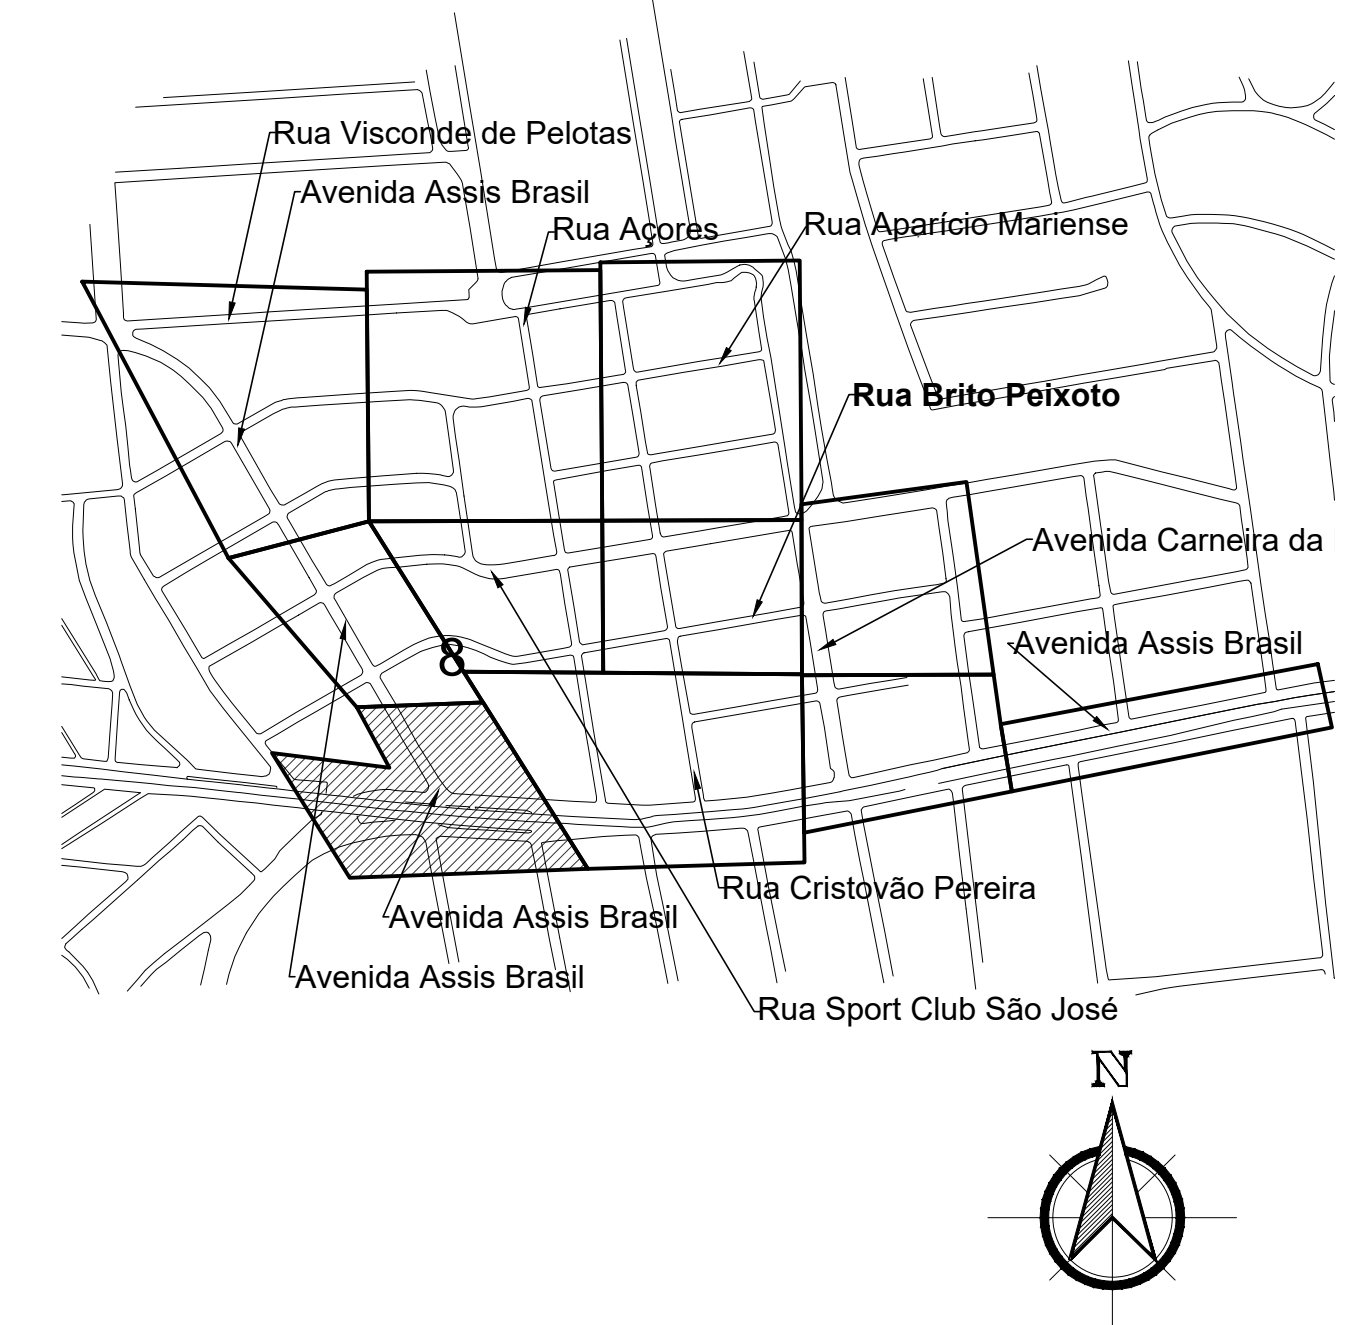 Rua Visconde de Pelotas
Avenida Assis Brasil
Rua Açores
Rua Aparício Mariense
Rua Brito Peixoto
Avenida Carneira da
Avenida Assis Brasil
8
Rua Cristovão Pereira
Avenida Assis Brasil
Avenida Assis Brasil
Rua Sport Club São José
N